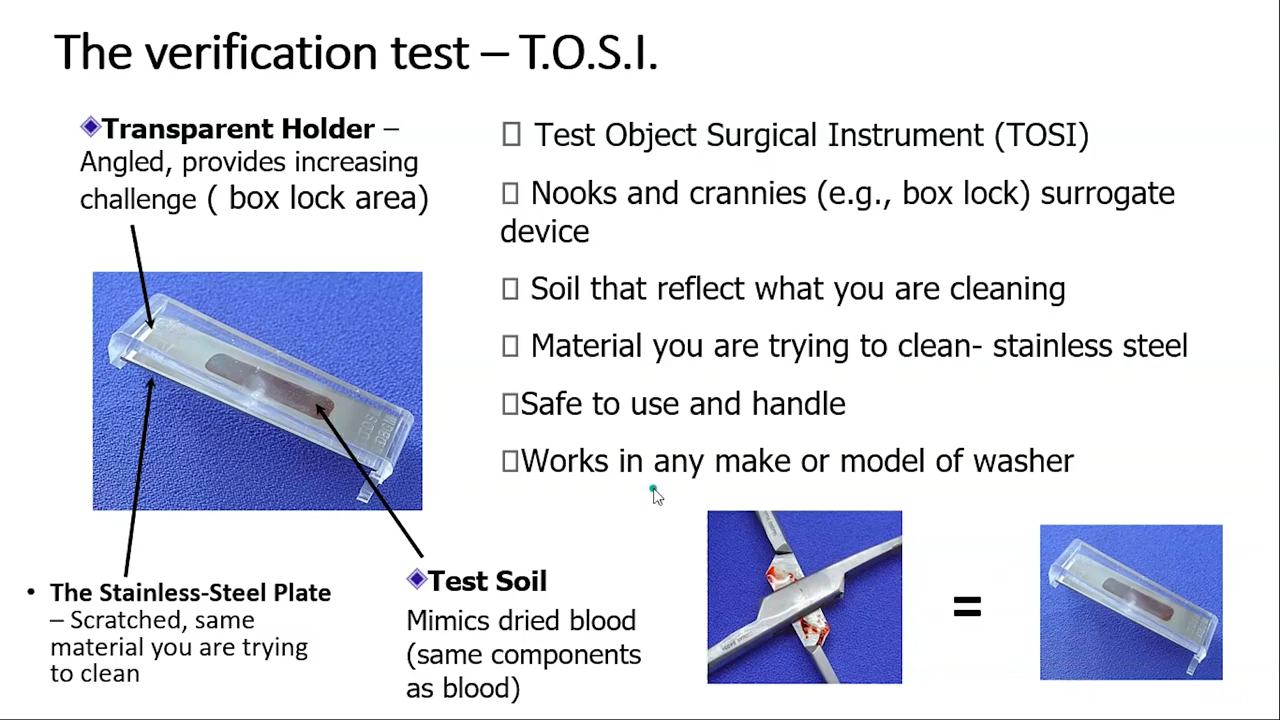 The verification test – T.O.S.I.
Transparent Holder –
Angled, provides increasing
challenge ( box lock area)
Test Object Surgical Instrument (TOSI)
Nooks and crannies (e.g., box lock) surrogate
device
Soil that reflect what you are cleaning
Material you are trying to clean- stainless steel
Safe to use and handle
Works in any make or model of washer
• The Stainless-Steel Plate
– Scratched, same
material you are trying
to clean
Test Soil
Mimics dried blood
(same components
as blood)
=
TOSI